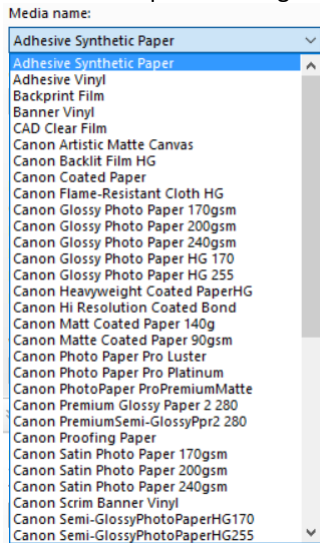 Media name:
Adhesive Synthetic Paper
Adhesive Synthetic Paper
Adhesive Vinyl
Backprint Film
Banner Vinyl
CAD Clear Film
Canon Artistic Matte Canvas
Canon Backlit Film HG
Canon Coated Paper
Canon Flame-Resistant Cloth HG
Canon Glossy Photo Paper 170gsm
Canon Glossy Photo Paper 200gsm
Canon Glossy Photo Paper 240gsm
Canon Glossy Photo Paper HG 170
Canon Glossy Photo Paper HG 255
Canon Heavyweight Coated PaperHG
Canon Hi Resolution Coated Bond
Canon Matt Coated Paper 140g
Canon Matte Coated Paper 90gsm
Canon Photo Paper Pro Luster
Canon Photo Paper Pro Platinum
Canon PhotoPaper ProPremiumMatte
Canon Premium Glossy Paper 2 280
Canon PremiumSemi-GlossyPpr2 280
Canon Proofing Paper
Canon Satin Photo Paper 170gsm
Canon Satin Photo Paper 200gsm
Canon Satin Photo Paper 240gsm
Canon Scrim Banner Vinyl
Canon Semi-GlossyPhotoPaperHG170
Canon Semi-GlossyPhotoPaperHG255